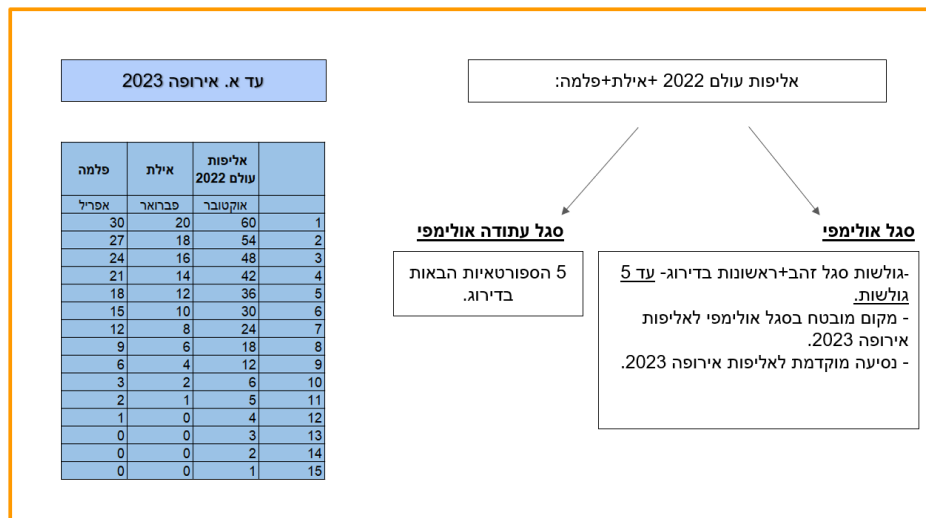 אליפות עולם 2022 +אילת+פלמה:
עד א. אירופה 2023
סגל אולימפי
-גולשות סגל זהב+ראשונות בדירוג- עד 5
גולשות.
- מקום מובטח בסגל אולימפי לאליפות
אירופה 2023.
- נסיעה מוקדמת לאליפות אירופה 2023.
סגל עתודה אולימפי
5 הספורטאיות הבאות
בדירוג.
אליפות עולם 2022 אילת פלמה
אוקטובר פברואר אפריל
1 60 20 30
2 54 18 27
3 48 16 24
4 42 14 21
5 36 12 18
6 30 10 15
7 24 8 12
8 18 6 9
9 12 4 6
10 6 2 3
11 5 1 2
12 4 0 1
13 3 0 0
14 2 0 0
15 1 0 0